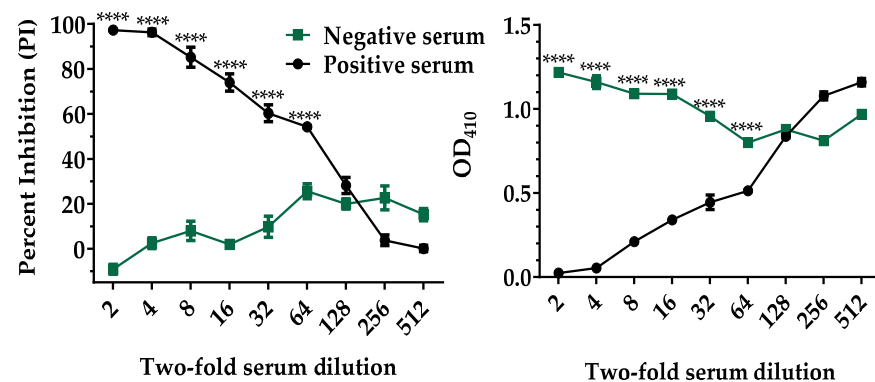 Percent Inhibition (PI)
100
80
60
40
20
0
**** **** **** **** **** ****
Negative serum
Positive serum
2 4 8 16 32 64 128 256 512
Two-fold serum dilution
OD410
1.5
1.0
0.5
0.0
**** **** **** **** **** ****
2 4 8 16 32 64 128 256 512
Two-fold serum dilution